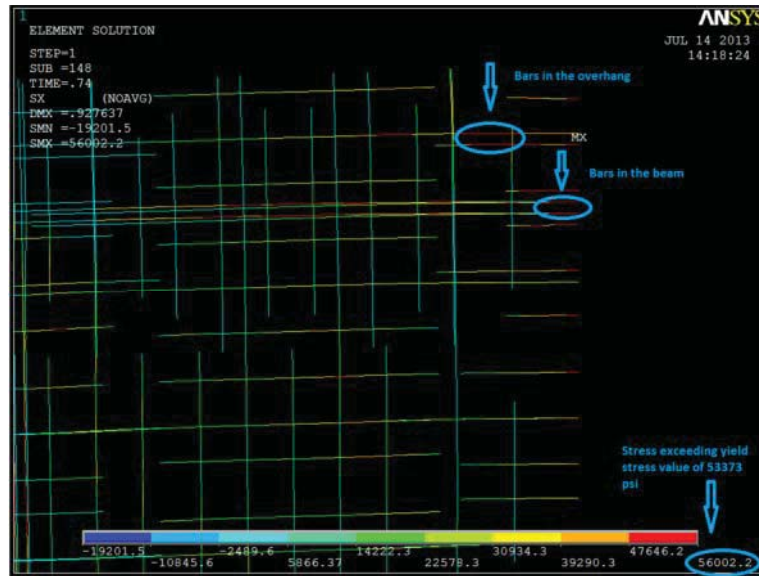 1
ELEMENT SOLUTION
STEP=1
SUB =148
TIME=.74
SX (NOAVG)
DMX =.927637
SMN =-19201.5
SMX =56002.2
ANSYS
JUL 14 2013
14:18:24
Bars in the overhang
MX
Bars in the beam
Stress exceeding yield
stress value of 53373
psi
-19201.5 -2489.6 14222.3 30934.3 47646.2
-10845.6 5866.37 22578.3 39290.3 56002.2